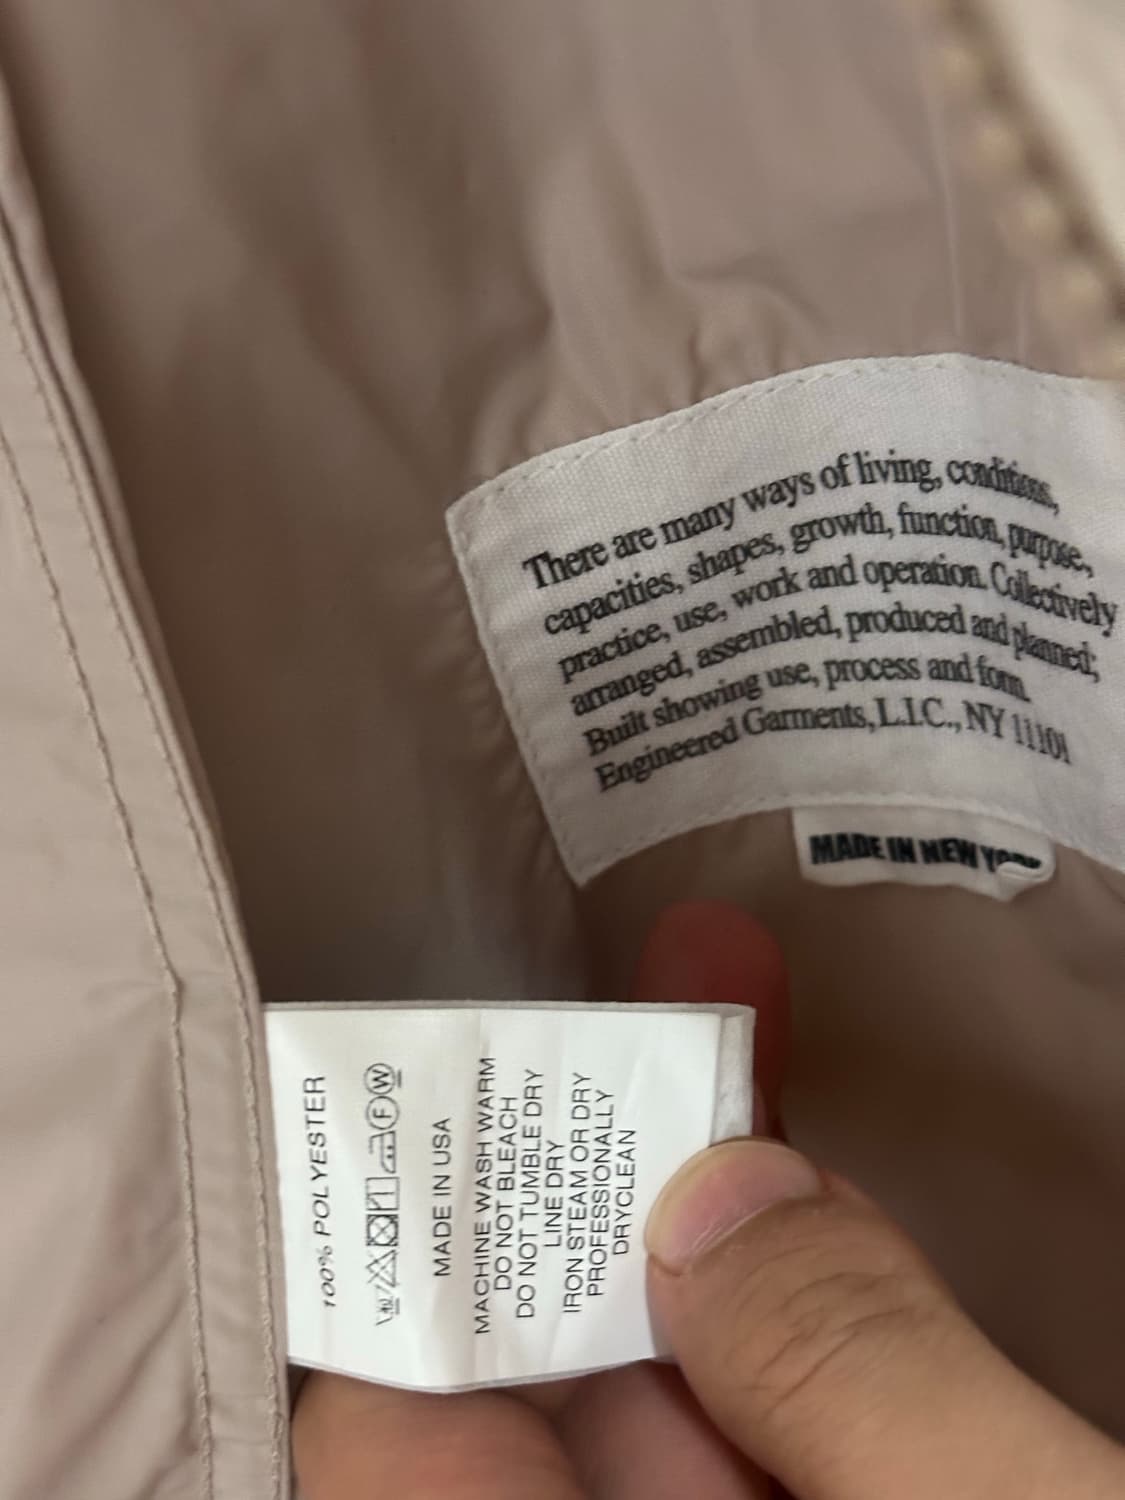 There are many ways of living, conditions,
capacities, shapes, growth, function, purpose,
practice, use, work and operation. Collectively
arranged, assembled, produced and planned;
Built showing use, process and form.
Engineered Garments, L.I.C., NY 11101
MADE IN NEW YORK
100% POLYESTER
40 F W
MADE IN USA
MACHINE WASH WARM
DO NOT BLEACH
DO NOT TUMBLE DRY
LINE DRY
IRON STEAM OR DRY
PROFESSIONALLY
DRYCLEAN